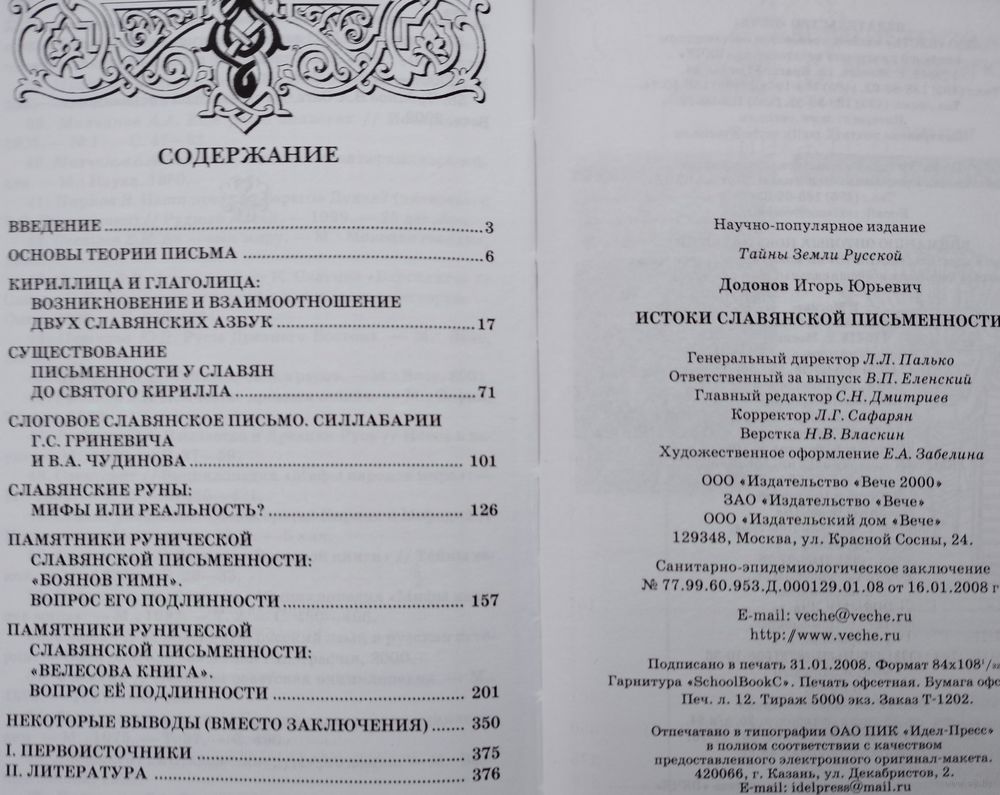 СОДЕРЖАНИЕ
ВВЕДЕНИЕ ... 3
ОСНОВЫ ТЕОРИИ ПИСЬМА ... 6
КИРИЛЛИЦА И ГЛАГОЛИЦА:
ВОЗНИКНОВЕНИЕ И ВЗАИМООТНОШЕНИЕ
ДВУХ СЛАВЯНСКИХ АЗБУК ... 17
СУЩЕСТВОВАНИЕ
ПИСЬМЕННОСТИ У СЛАВЯН
ДО СВЯТОГО КИРИЛЛА ... 71
СЛОГОВОЕ СЛАВЯНСКОЕ ПИСЬМО. СИЛЛАБАРИИ
Г.С. ГРИНЕВИЧА
И В.А. ЧУДИНОВА ... 101
СЛАВЯНСКИЕ РУНЫ:
МИФЫ ИЛИ РЕАЛЬНОСТЬ? ... 126
ПАМЯТНИКИ РУНИЧЕСКОЙ
СЛАВЯНСКОЙ ПИСЬМЕННОСТИ:
«БОЯНОВ ГИМН».
ВОПРОС ЕГО ПОДЛИННОСТИ ... 157
ПАМЯТНИКИ РУНИЧЕСКОЙ
СЛАВЯНСКОЙ ПИСЬМЕННОСТИ:
«ВЕЛЕСОВА КНИГА».
ВОПРОС ЕЁ ПОДЛИННОСТИ ... 201
НЕКОТОРЫЕ ВЫВОДЫ (ВМЕСТО ЗАКЛЮЧЕНИЯ) ... 350
I. ПЕРВОИСТОЧНИКИ ... 375
II. ЛИТЕРАТУРА ... 376
Научно-популярное издание
Тайны Земли Русской
Додонов Игорь Юрьевич
ИСТОКИ СЛАВЯНСКОЙ ПИСЬМЕННОСТИ
Генеральный директор Л.Л. Палько
Ответственный за выпуск В.П. Еленский
Главный редактор С.Н. Дмитриев
Корректор Л.Г. Сафарян
Верстка Н.В. Власкин
Художественное оформление Е.А. Забелина
ООО «Издательство «Вече 2000»
ЗАО «Издательство «Вече»
ООО «Издательский дом «Вече»
129348, Москва, ул. Красной Сосны, 24.
Санитарно-эпидемиологическое заключение
№ 77.99.60.953.Д.000129.01.08 от 16.01.2008 г
E-mail: veche@veche.ru
http://www.veche.ru
Подписано в печать 31.01.2008. Формат 84х108
Гарнитура «SchoolBookC». Печать офсетная. Бумага офс
Печ. л. 12. Тираж 5000 экз. Заказ Т-1202.
Отпечатано в типографии ОАО ПИК «Идел-Пресс»
в полном соответствии с качеством
предоставленного электронного оригинал-макета.
420066, г. Казань, ул. Декабристов, 2.
E-mail: idelpress@mail.ru